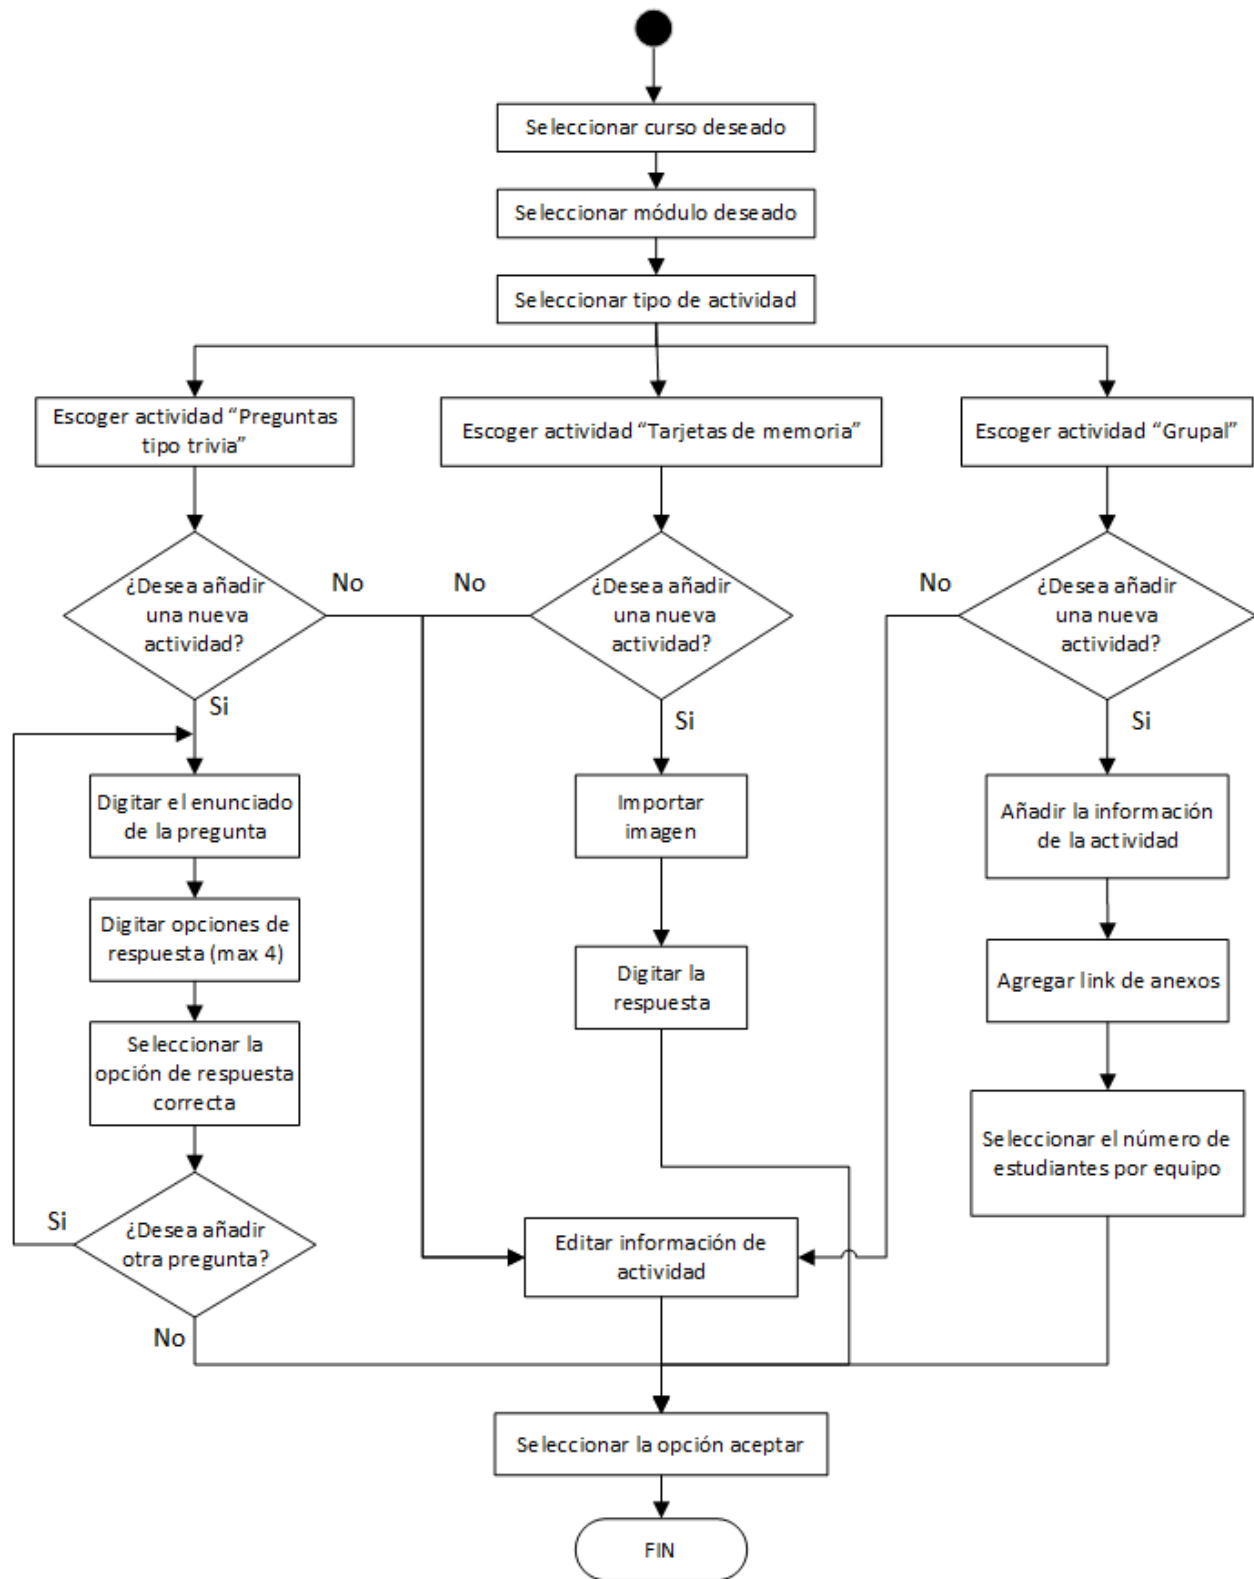 Seleccionar curso deseado
Seleccionar módulo deseado
Seleccionar tipo de actividad
Escoger actividad “Preguntas
tipo trivia”
Escoger actividad “Tarjetas de memoria”
Escoger actividad “Grupal”
¿Desea añadir
una nueva
actividad?
No
No
¿Desea añadir
una nueva
actividad?
No
¿Desea añadir
una nueva
actividad?
Si
Si
Si
Digitar el enunciado
de la pregunta
Importar
imagen
Añadir la información
de la actividad
Digitar opciones de
respuesta (max 4)
Digitar la
respuesta
Agregar link de anexos
Seleccionar la
opción de respuesta
correcta
Seleccionar el número de
estudiantes por equipo
Si
¿Desea añadir
otra pregunta?
Editar información de
actividad
No
Seleccionar la opción aceptar
FIN